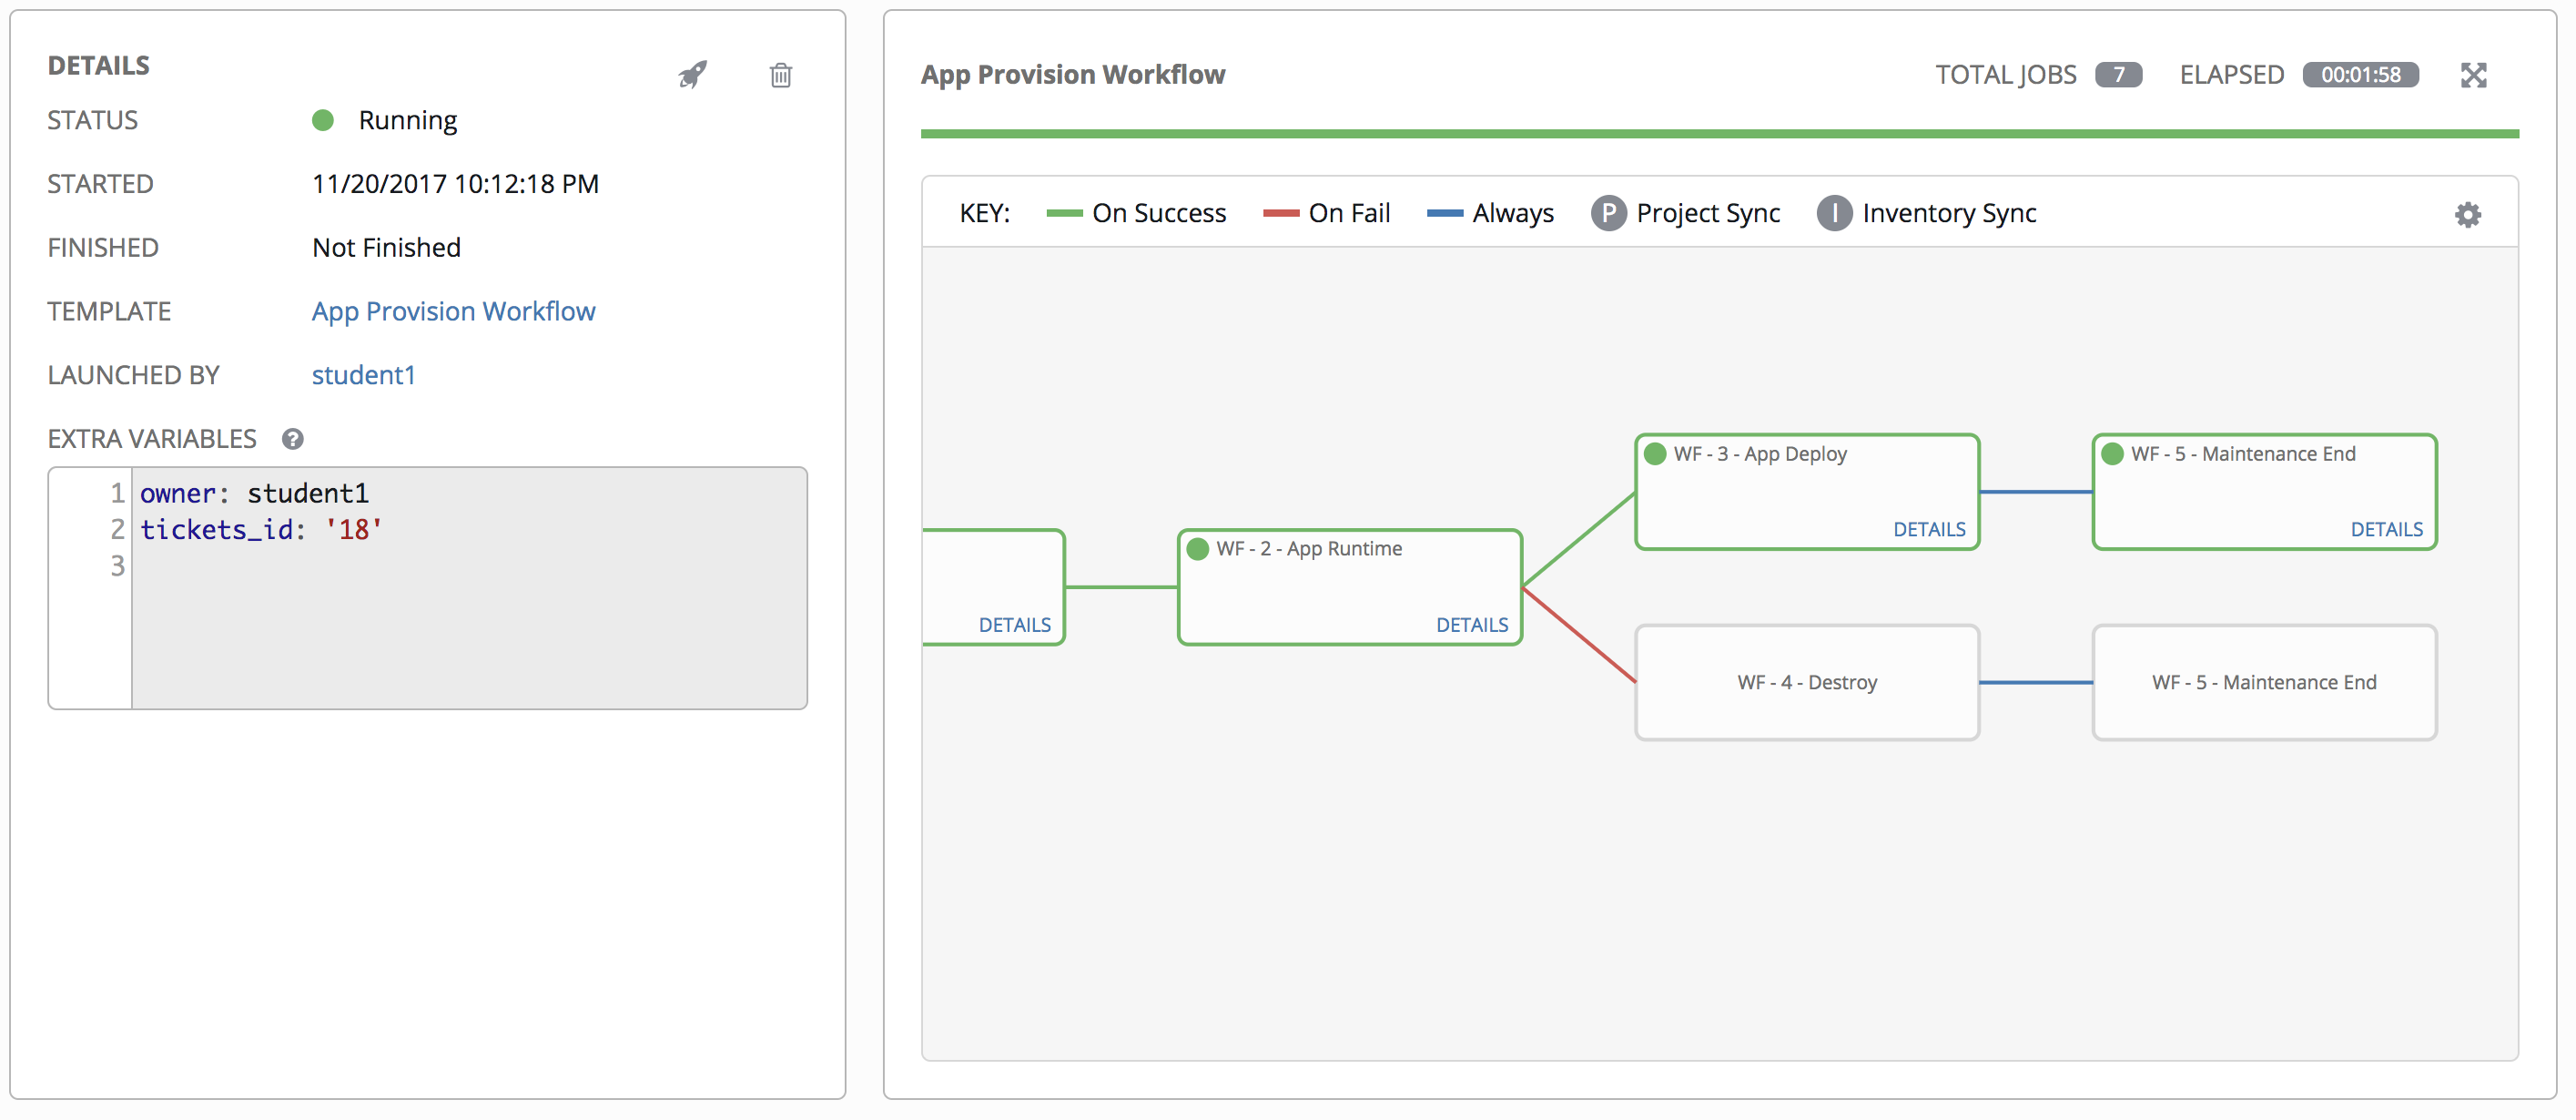 DETAILS
STATUS Running
STARTED 11/20/2017 10:12:18 PM
FINISHED Not Finished
TEMPLATE App Provision Workflow
LAUNCHED BY student1
EXTRA VARIABLES ?
1 owner: student1
2 tickets_id: '18'
3
App Provision Workflow TOTAL JOBS 7 ELAPSED 00:01:58
KEY: On Success On Fail Always P Project Sync I Inventory Sync
DETAILS
WF - 2 - App Runtime
DETAILS
WF - 3 - App Deploy
DETAILS
WF - 5 - Maintenance End
DETAILS
WF - 4 - Destroy
WF - 5 - Maintenance End